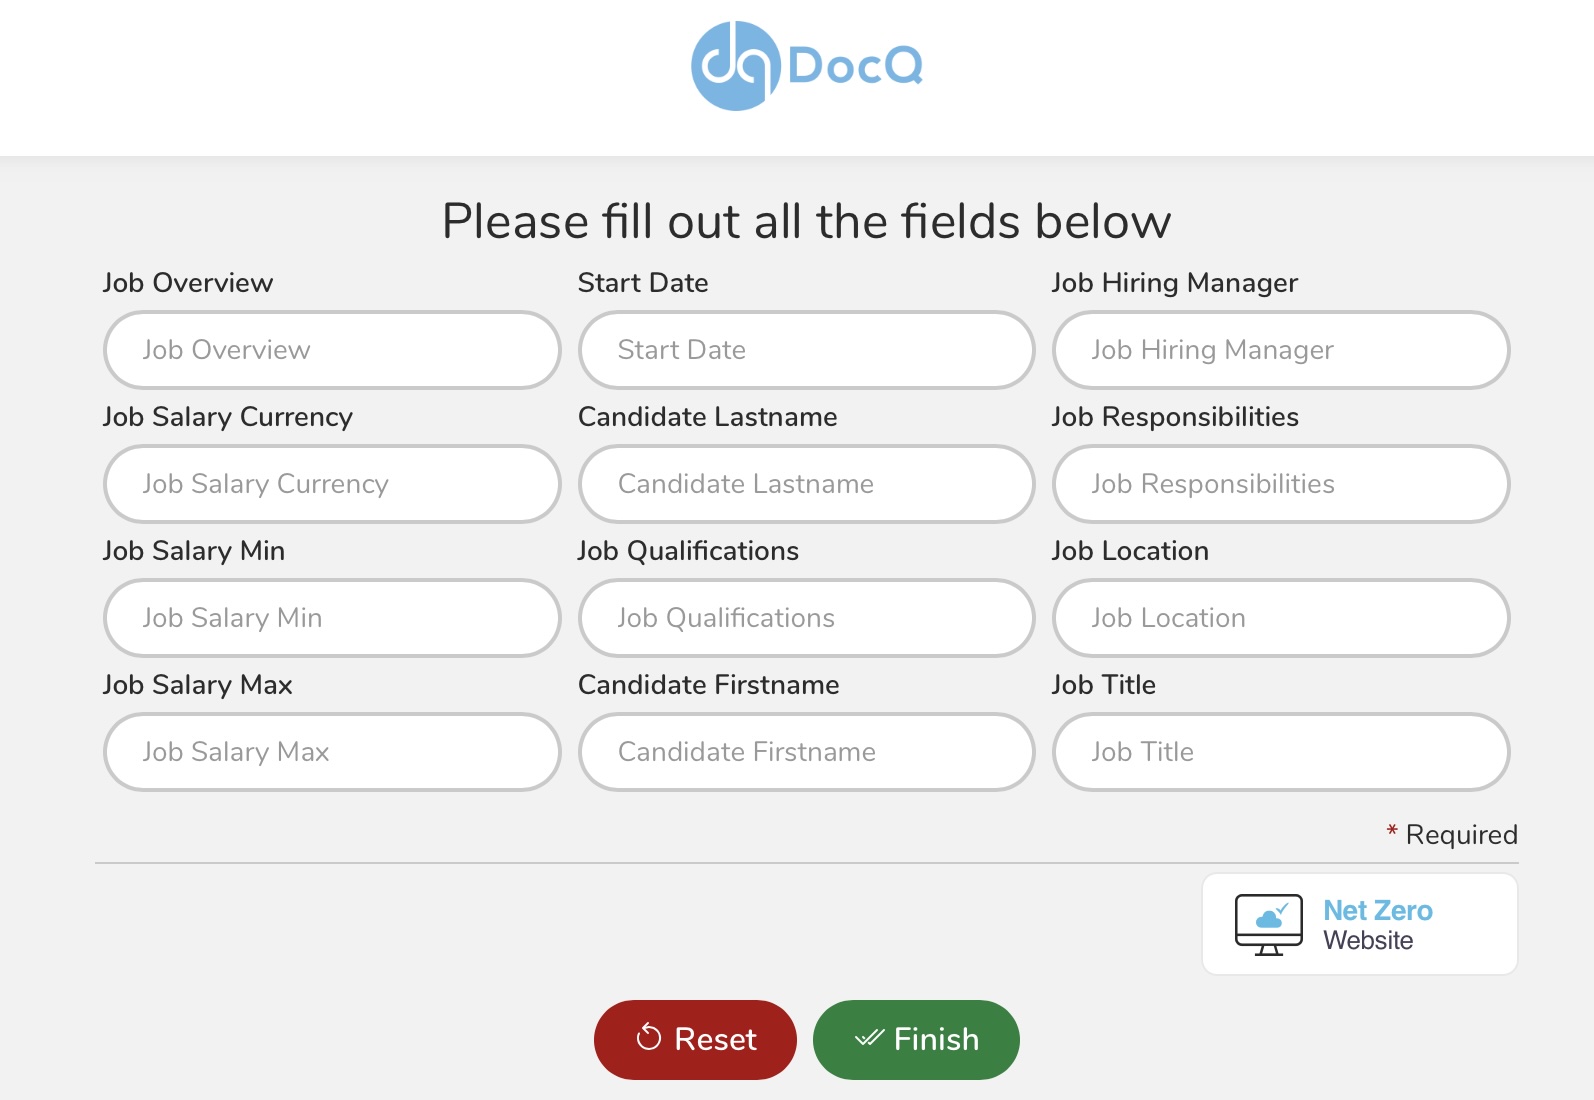 DocQ
Please fill out all the fields below
Job Overview
Start Date
Job Hiring Manager
Job Overview
Start Date
Job Hiring Manager
Job Salary Currency
Candidate Lastname
Job Responsibilities
Job Salary Currency
Candidate Lastname
Job Responsibilities
Job Salary Min
Job Qualifications
Job Location
Job Salary Min
Job Qualifications
Job Location
Job Salary Max
Candidate Firstname
Job Title
Job Salary Max
Candidate Firstname
Job Title
* Required
Net Zero
Website
Reset
Finish